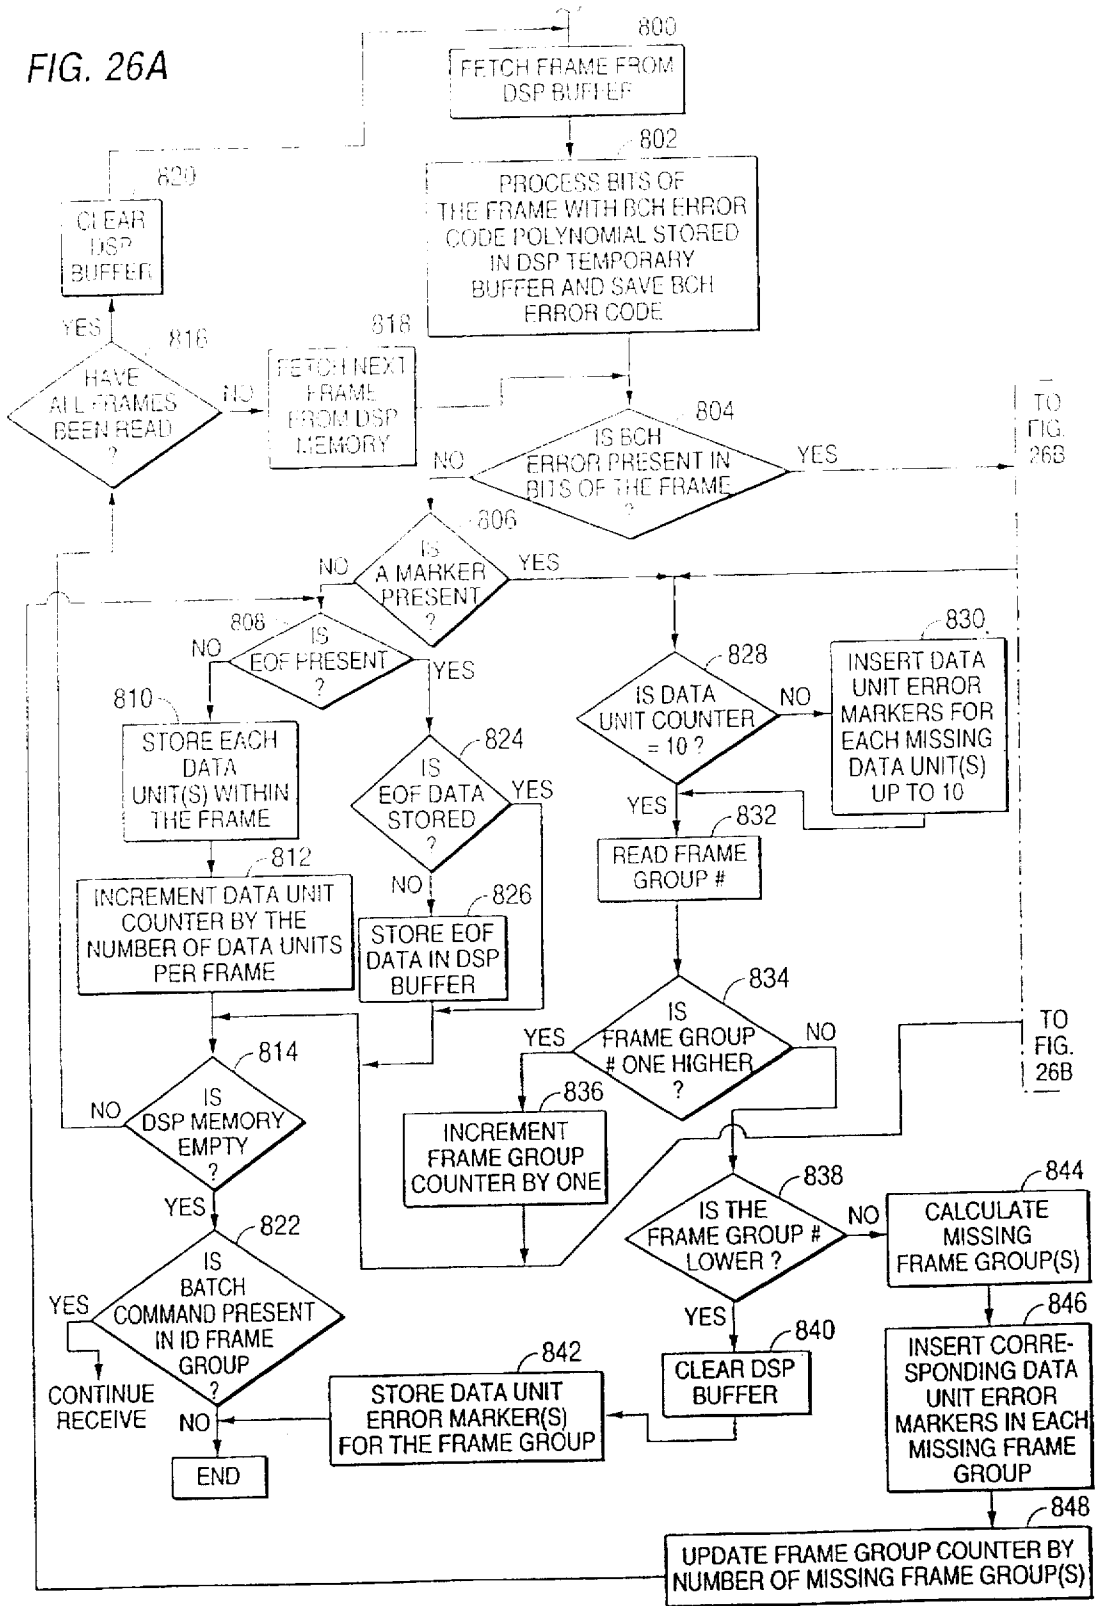 FIG. 26A
800
FETCH FRAME FROM
DSP BUFFER
802
PROCESS BITS OF
THE FRAME WITH BCH ERROR
CODE POLYNOMIAL STORED
IN DSP TEMPORARY
BUFFER AND SAVE BCH
ERROR CODE
820
CLEAR
DSP
BUFFER
YES
816
HAVE
ALL FRAMES
BEEN READ
?
NO
818
FETCH NEXT
FRAME
FROM DSP
MEMORY
804
IS BCH
ERROR PRESENT IN
BITS OF THE FRAME
?
NO
YES
TO
FIG.
26B
806
IS
A MARKER
PRESENT
?
NO
YES
808
IS
EOF PRESENT
?
NO
YES
810
STORE EACH
DATA
UNIT(S) WITHIN
THE FRAME
824
IS
EOF DATA
STORED
?
YES
NO
828
IS DATA
UNIT COUNTER
= 10 ?
NO
YES
830
INSERT DATA
UNIT ERROR
MARKERS FOR
EACH MISSING
DATA UNIT(S)
UP TO 10
812
INCREMENT DATA UNIT
COUNTER BY THE
NUMBER OF DATA UNITS
PER FRAME
826
STORE EOF
DATA IN DSP
BUFFER
832
READ FRAME
GROUP #
834
IS
FRAME GROUP
# ONE HIGHER
?
YES
NO
TO
FIG.
26B
814
IS
DSP MEMORY
EMPTY
?
NO
YES
836
INCREMENT
FRAME GROUP
COUNTER BY ONE
838
IS THE
FRAME GROUP #
LOWER ?
NO
YES
844
CALCULATE
MISSING
FRAME GROUP(S)
822
IS
BATCH
COMMAND PRESENT
IN ID FRAME
GROUP
?
YES
CONTINUE
RECEIVE
NO
END
840
CLEAR DSP
BUFFER
842
STORE DATA UNIT
ERROR MARKER(S)
FOR THE FRAME GROUP
846
INSERT CORRE-
SPONDING DATA
UNIT ERROR
MARKERS IN EACH
MISSING FRAME
GROUP
848
UPDATE FRAME GROUP COUNTER BY
NUMBER OF MISSING FRAME GROUP(S)